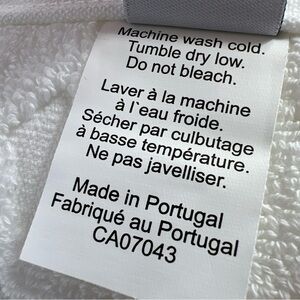 Machine wash cold.
Tumble dry low.
Do not bleach.
Laver à la machine
à l`eau froide.
Sécher par culbutage
à basse température.
Ne pas javelliser.
Made in Portugal
Fabriqué au Portugal
CA07043